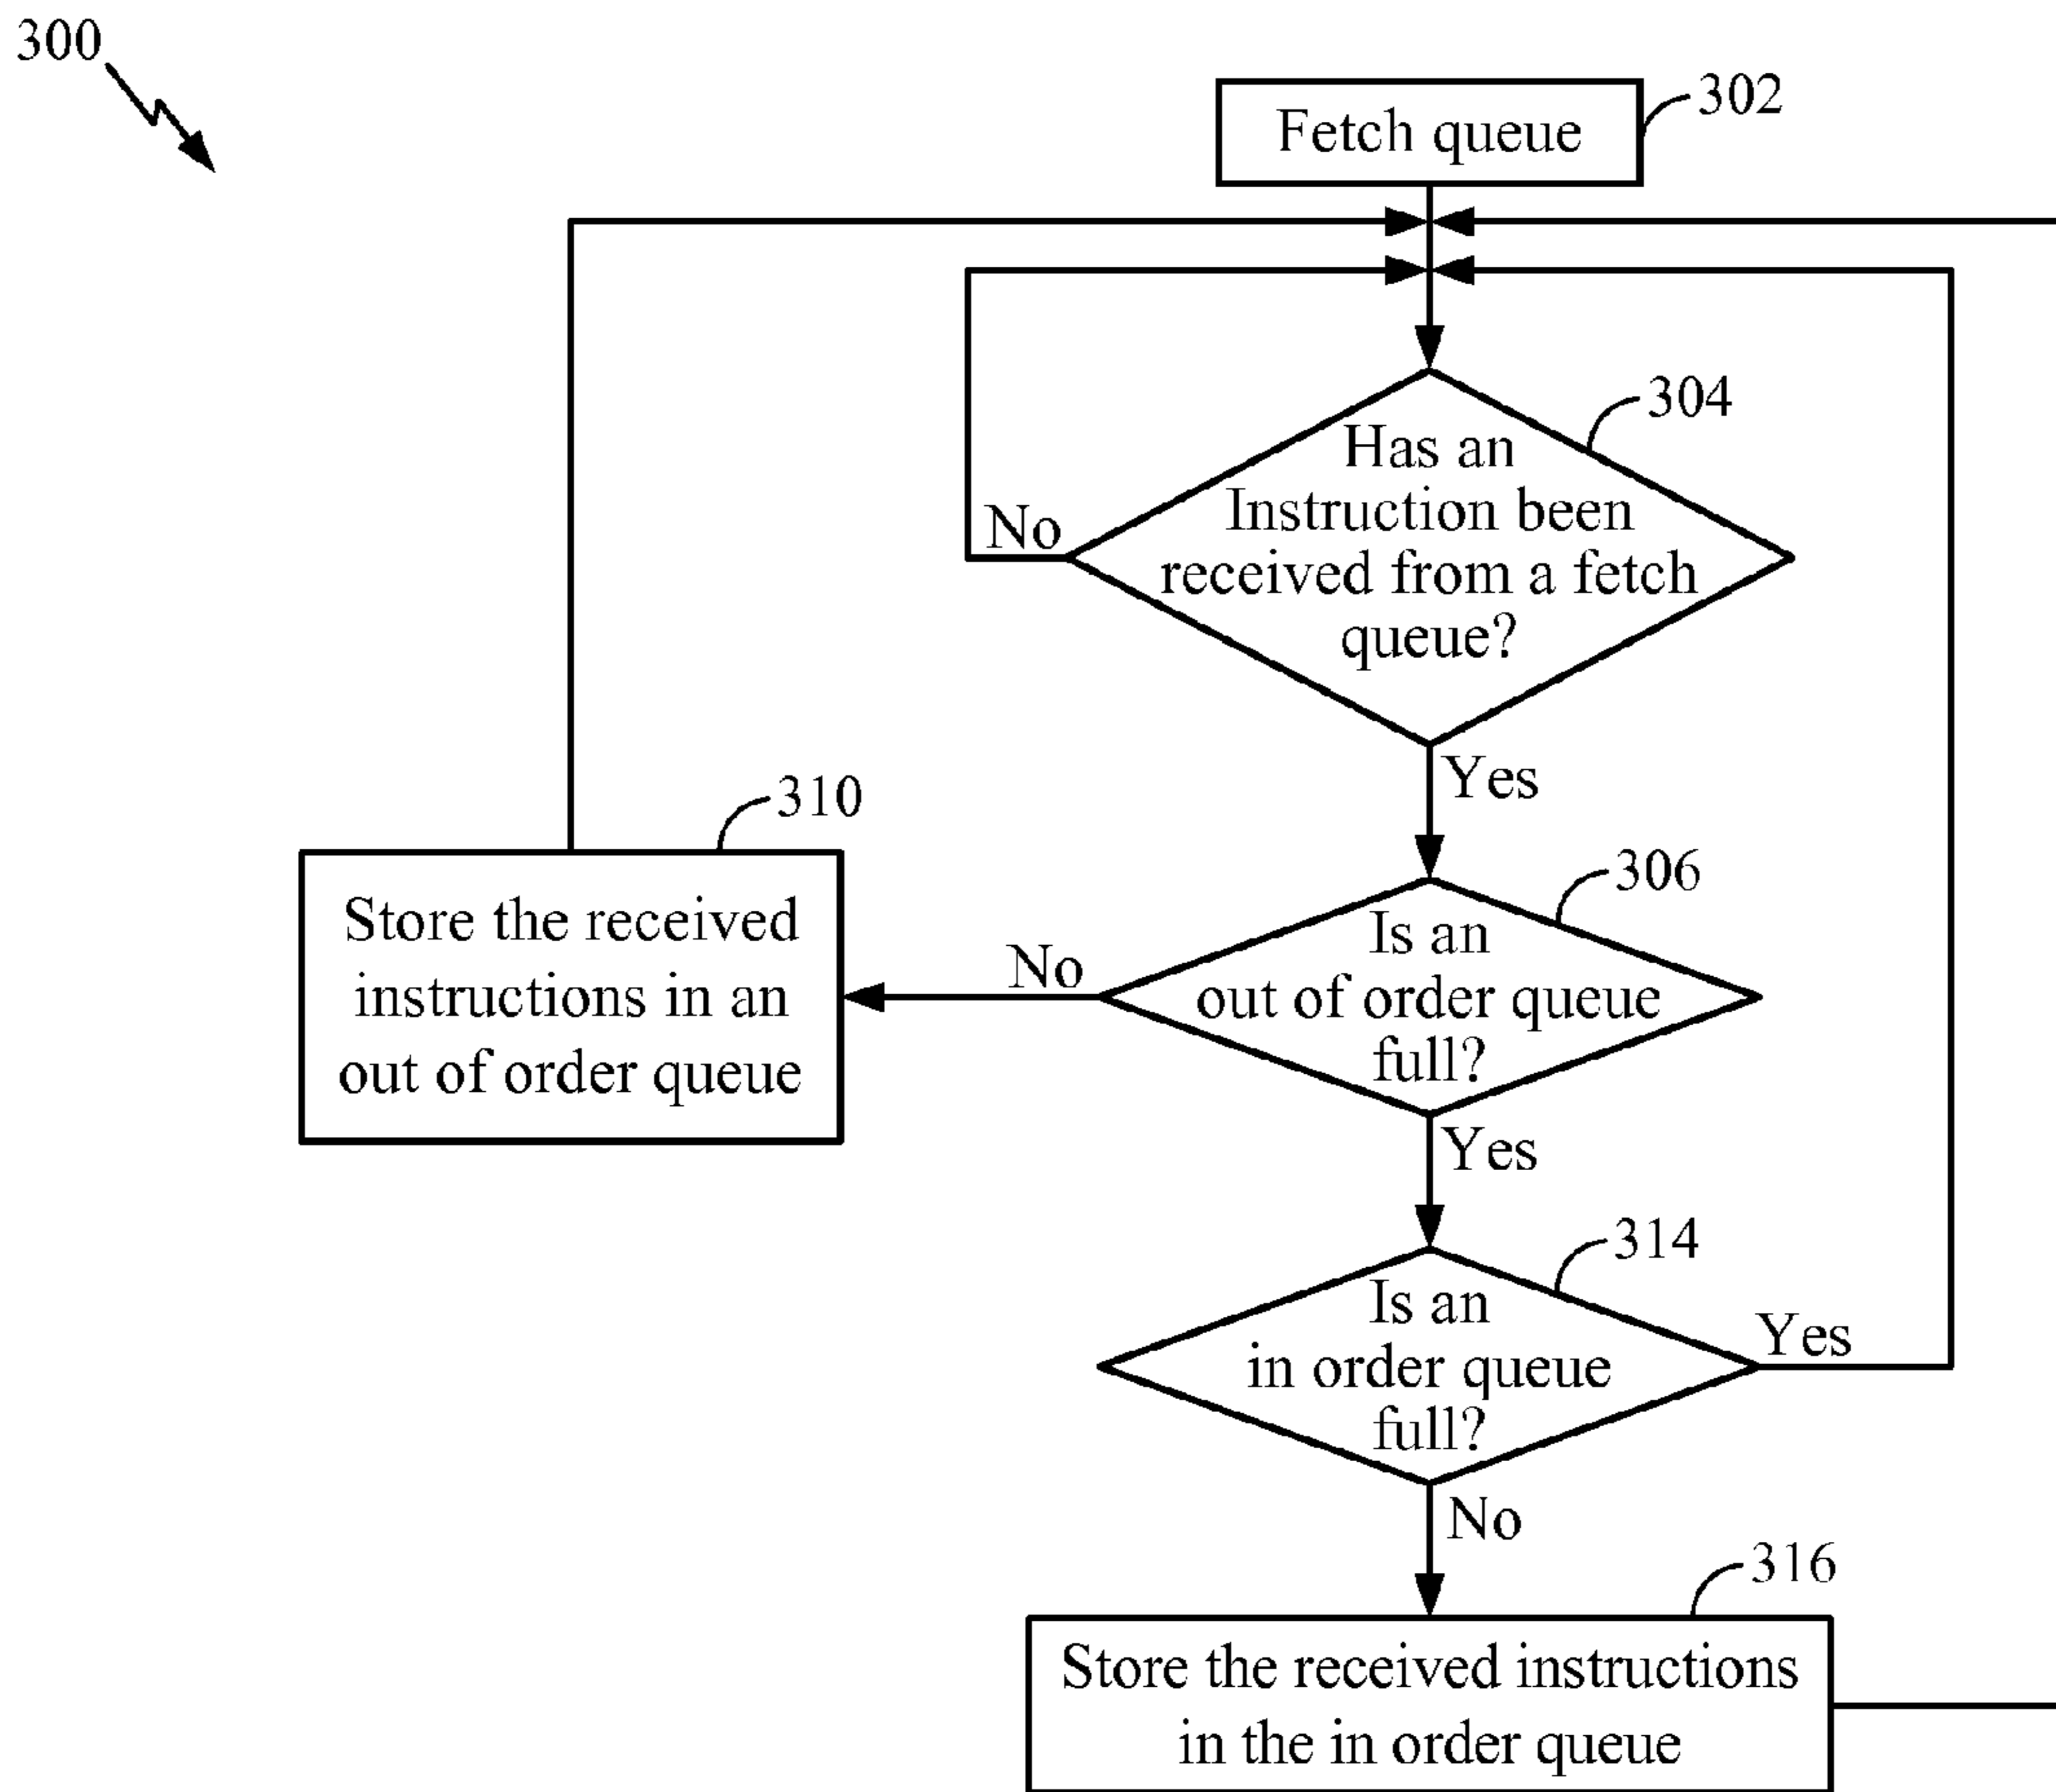 300
Fetch queue
302
304
Has an
Instruction been
received from a fetch
queue?
No
Yes
310
Store the received
instructions in an
out of order queue
306
Is an
out of order queue
full?
No
Yes
314
Is an
in order queue
full?
Yes
No
316
Store the received instructions
in the in order queue